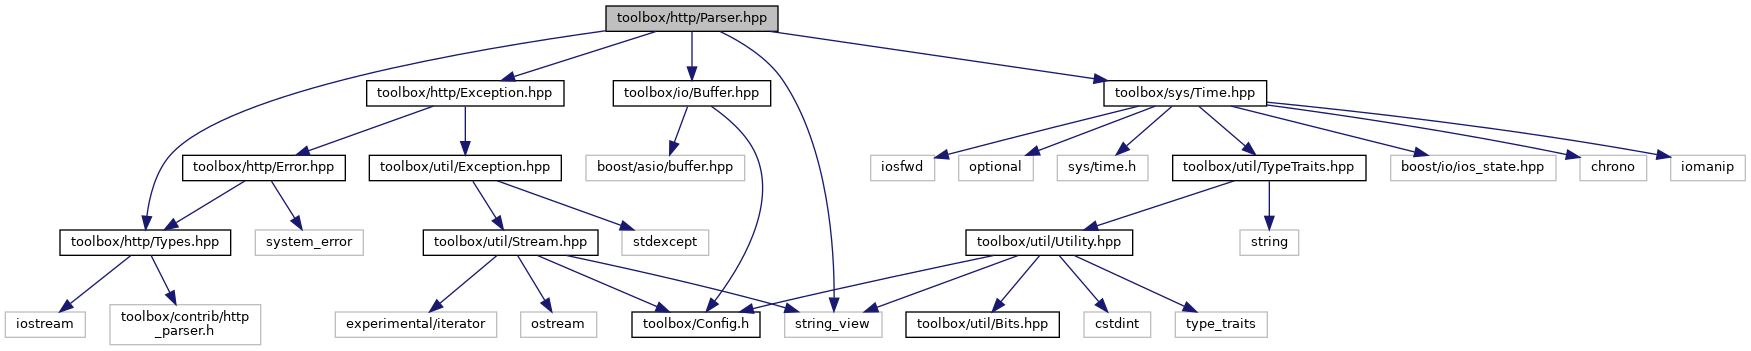 toolbox/http/Parser.hpp
toolbox/http/Exception.hpp
toolbox/io/Buffer.hpp
toolbox/sys/Time.hpp
toolbox/http/Error.hpp
toolbox/util/Exception.hpp
boost/asio/buffer.hpp
iosfwd
optional
sys/time.h
toolbox/util/TypeTraits.hpp
boost/io/ios_state.hpp
chrono
iomanip
toolbox/http/Types.hpp
system_error
toolbox/util/Stream.hpp
stdexcept
toolbox/util/Utility.hpp
string
iostream
toolbox/contrib/http
_parser.h
experimental/iterator
ostream
toolbox/Config.h
string_view
toolbox/util/Bits.hpp
cstdint
type_traits